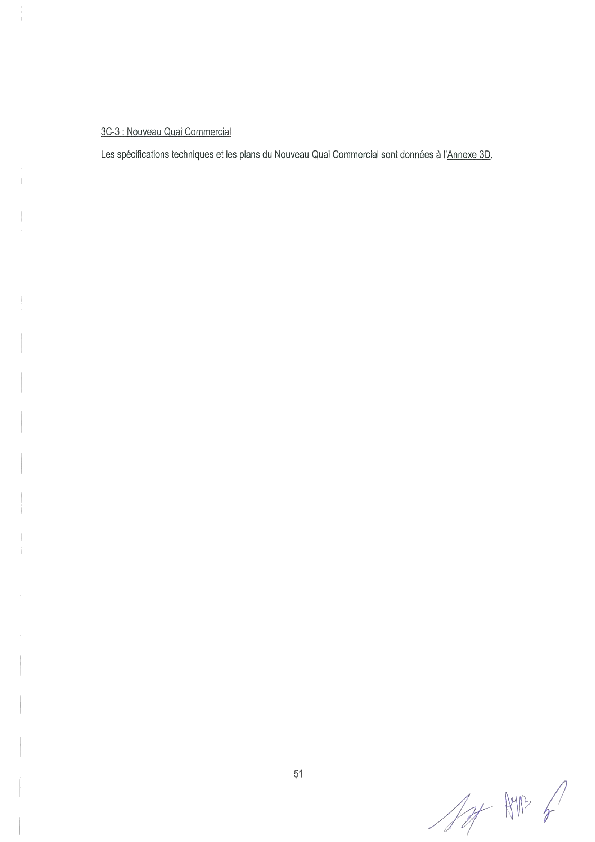 3C-3 : Nouveau Quai Commercial
Les spécifications techniques et les plans du Nouveau Quai Commercial sont données à l'Annexe 3D.
51